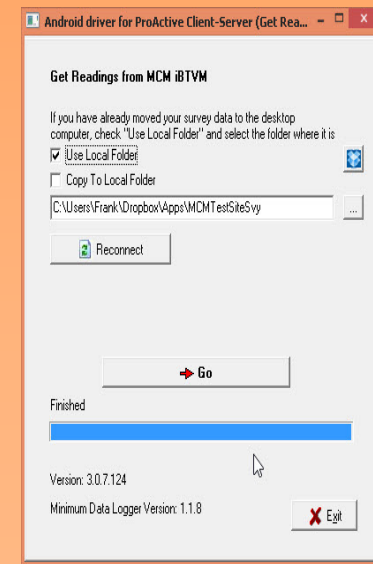 Android driver for ProActive Client-Server (Get Rea...
Get Readings from MCM iBTVM
If you have already moved your survey data to the desktop
computer, check "Use Local Folder" and select the folder where it is
Use Local Folder
Copy To Local Folder
C:\Users\Frank\Dropbox\Apps\MCMTestSiteSvy
...
Reconnect
Go
Finished
Version: 3.0.7.124
Minimum Data Logger Version: 1.1.8
Exit